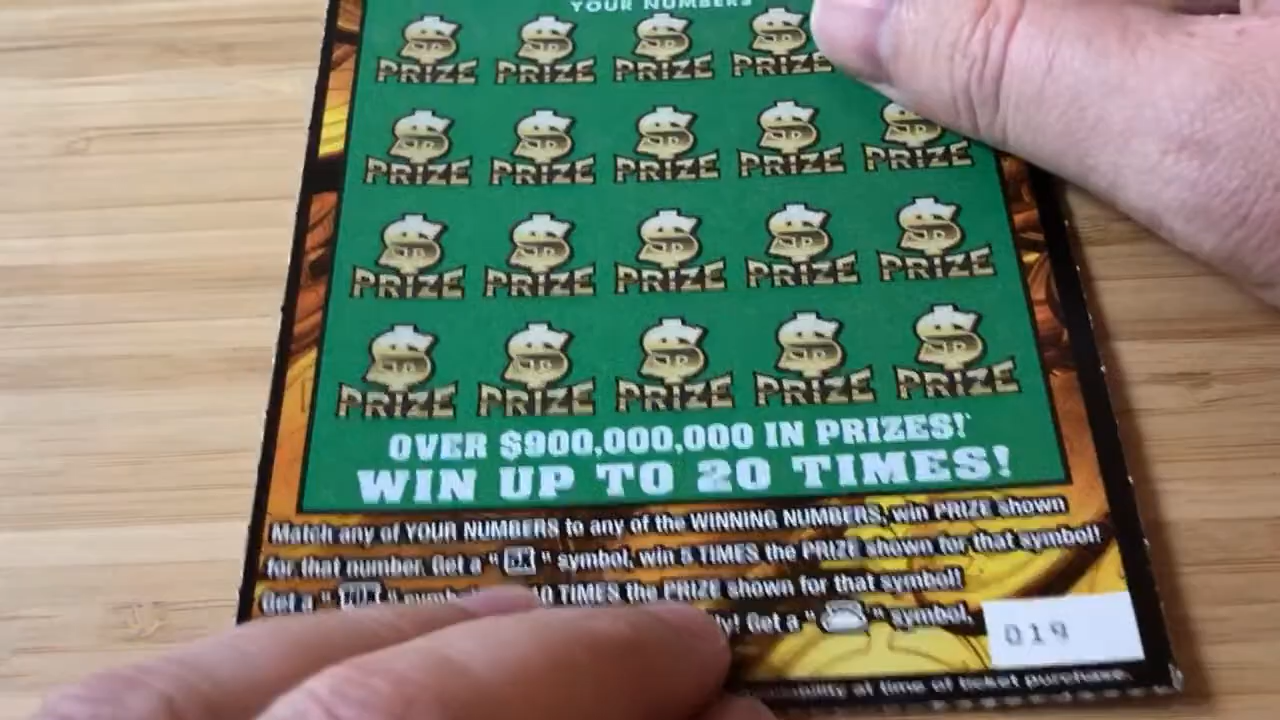 YOUR NUMBERS
PRIZE PRIZE PRIZE PRIZE
PRIZE PRIZE PRIZE PRIZE PRIZE
PRIZE PRIZE PRIZE PRIZE PRIZE
PRIZE PRIZE PRIZE PRIZE PRIZE
OVER $900,000,000 IN PRIZES!
WIN UP TO 20 TIMES!
Match any of YOUR NUMBERS to any of the WINNING NUMBERS, win PRIZE shown
for that number. Get a "5X" symbol, win 5 TIMES the PRIZE shown for that symbol!
Get a "10X" symbol, 10 TIMES the PRIZE shown for that symbol!
Get a " " symbol,
019
at time of ticket purchase.